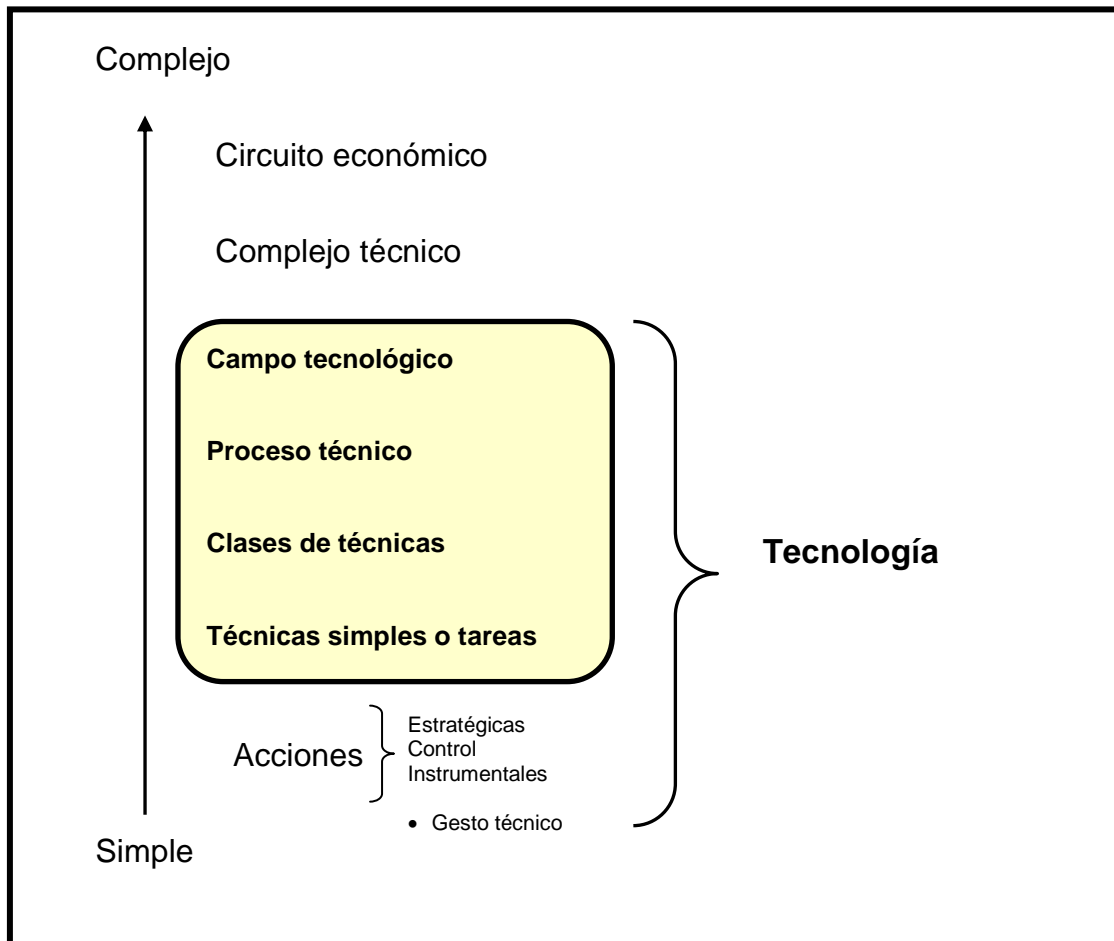 Complejo
Circuito económico
Complejo técnico
Campo tecnológico
Proceso técnico
Clases de técnicas
Tecnología
Técnicas simples o tareas
Acciones
Estratégicas
Control
Instrumentales
• Gesto técnico
Simple